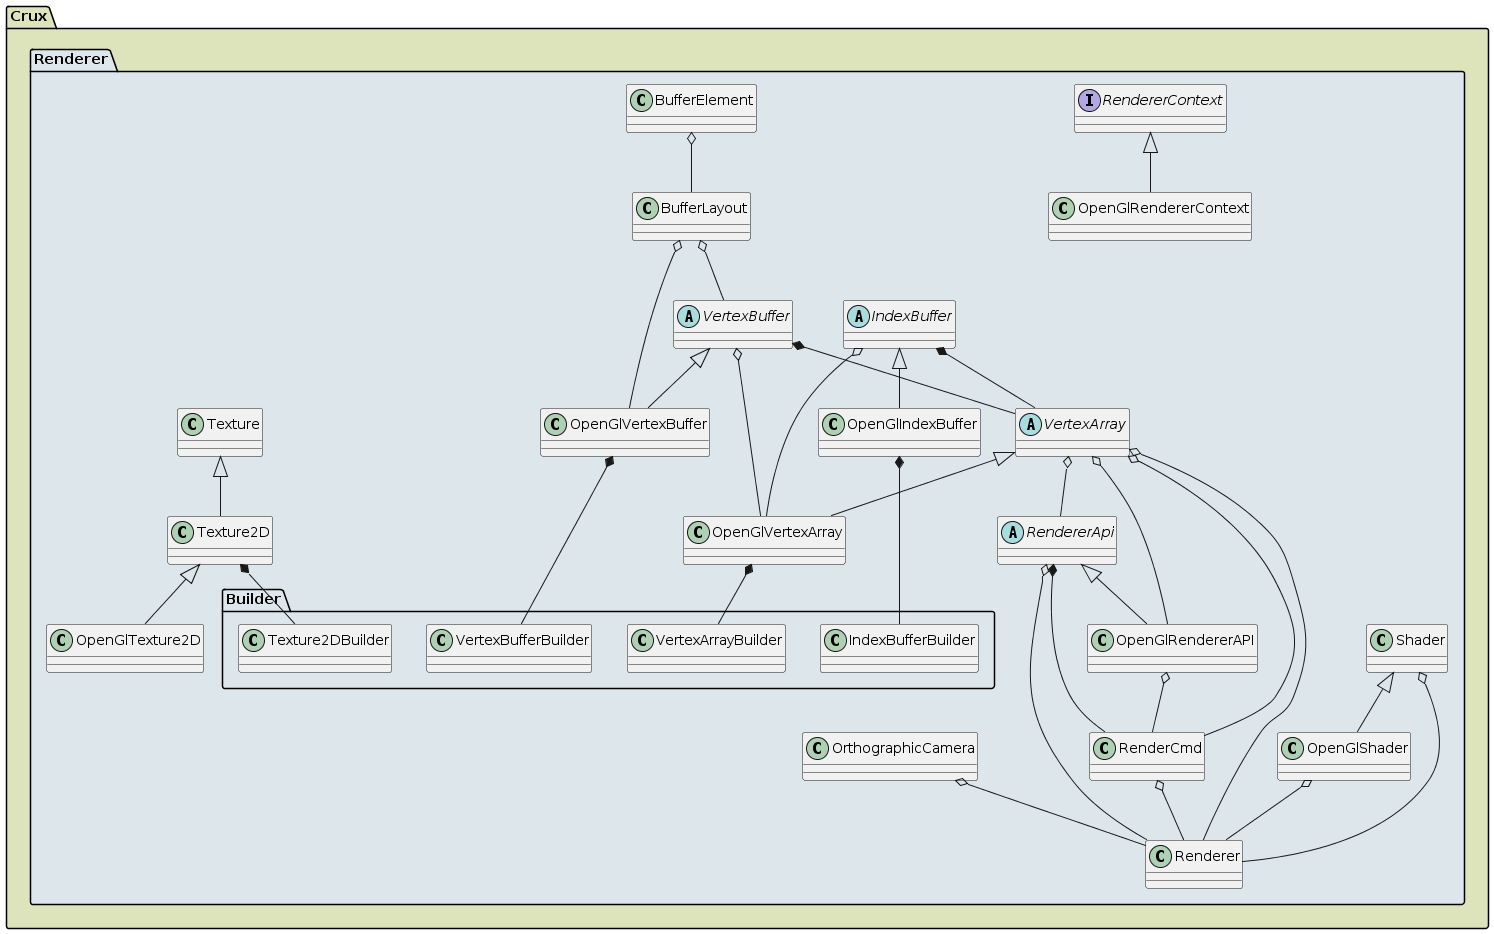 Crux
Renderer
C BufferElement
I RendererContext
C BufferLayout
C OpenGlRendererContext
A VertexBuffer
A IndexBuffer
C Texture
C OpenGlVertexBuffer
C OpenGlIndexBuffer
A VertexArray
C Texture2D
C OpenGlVertexArray
A RendererApi
Builder
C OpenGlTexture2D
C Texture2DBuilder
C VertexBufferBuilder
C VertexArrayBuilder
C IndexBufferBuilder
C OpenGlRendererAPI
C Shader
C OrthographicCamera
C RenderCmd
C OpenGlShader
C Renderer